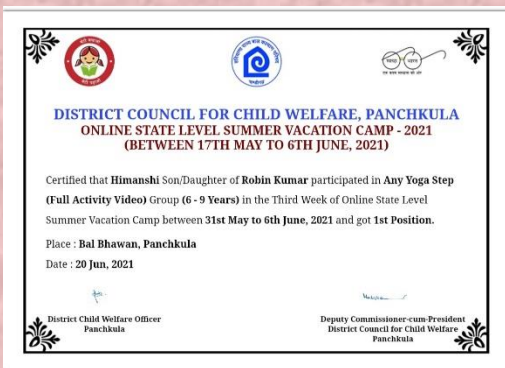 DISTRICT COUNCIL FOR CHILD WELFARE, PANCHKULA
ONLINE STATE LEVEL SUMMER VACATION CAMP - 2021
(BETWEEN 17TH MAY TO 6TH JUNE, 2021)
Certified that Himanshi Son/Daughter of Robin Kumar participated in Any Yoga Step
(Full Activity Video) Group (6 - 9 Years) in the Third Week of Online State Level
Summer Vacation Camp between 31st May to 6th June, 2021 and got 1st Position.
Place : Bal Bhawan, Panchkula
Date : 20 Jun, 2021
District Child Welfare Officer
Panchkula
Deputy Commissioner-cum-President
District Council for Child Welfare
Panchkula